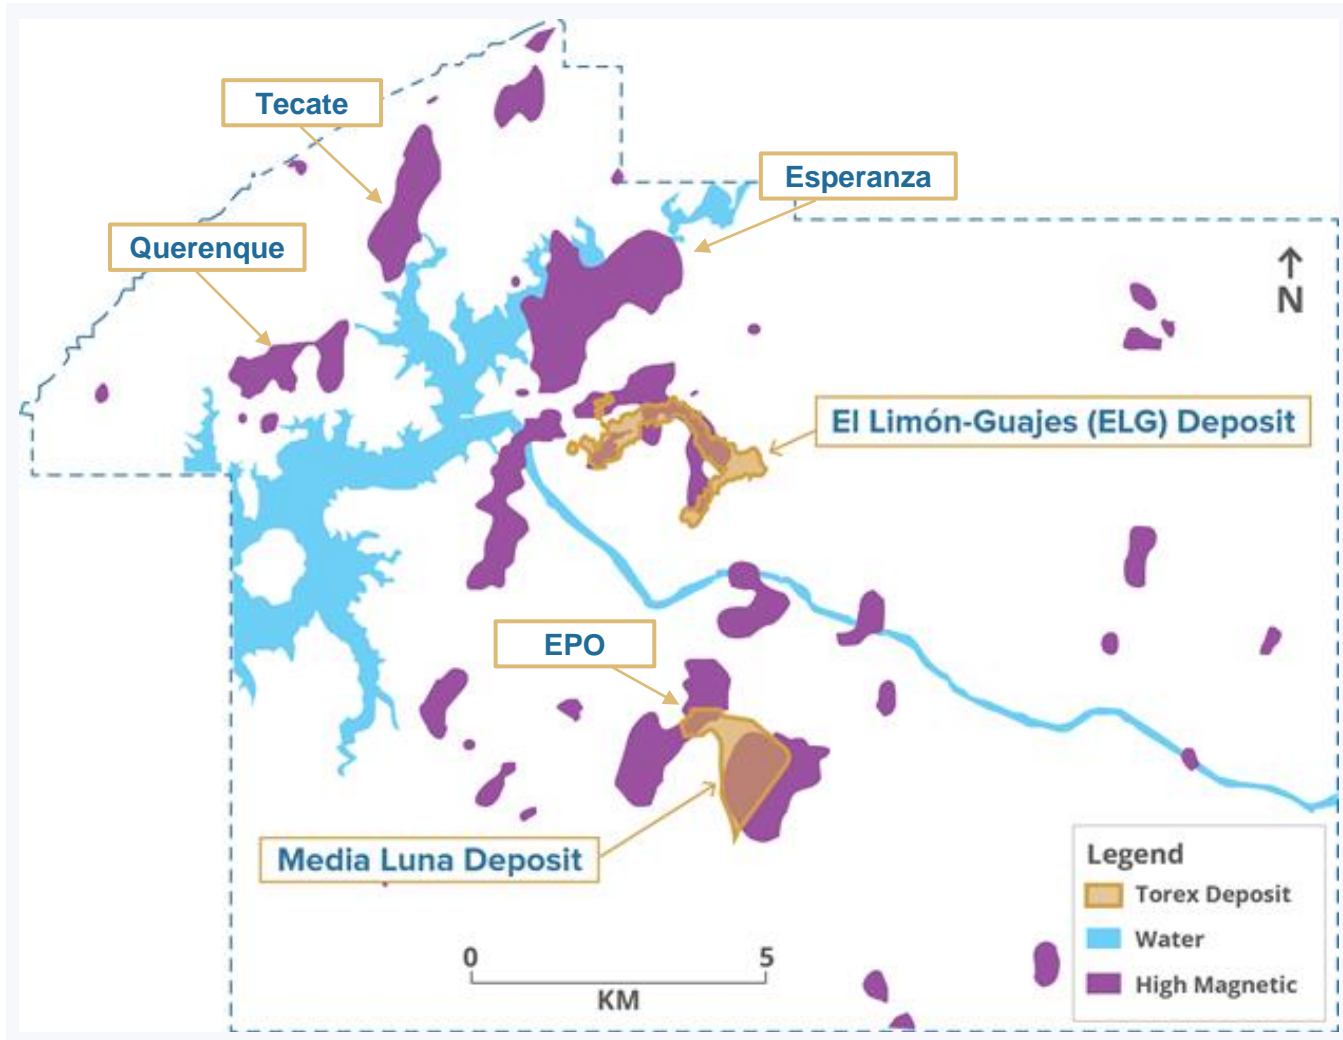 Tecate
Esperanza
Querenque
N
El Limón-Guajes (ELG) Deposit
EPO
Media Luna Deposit
0 5
KM
Legend
Torex Deposit
Water
High Magnetic